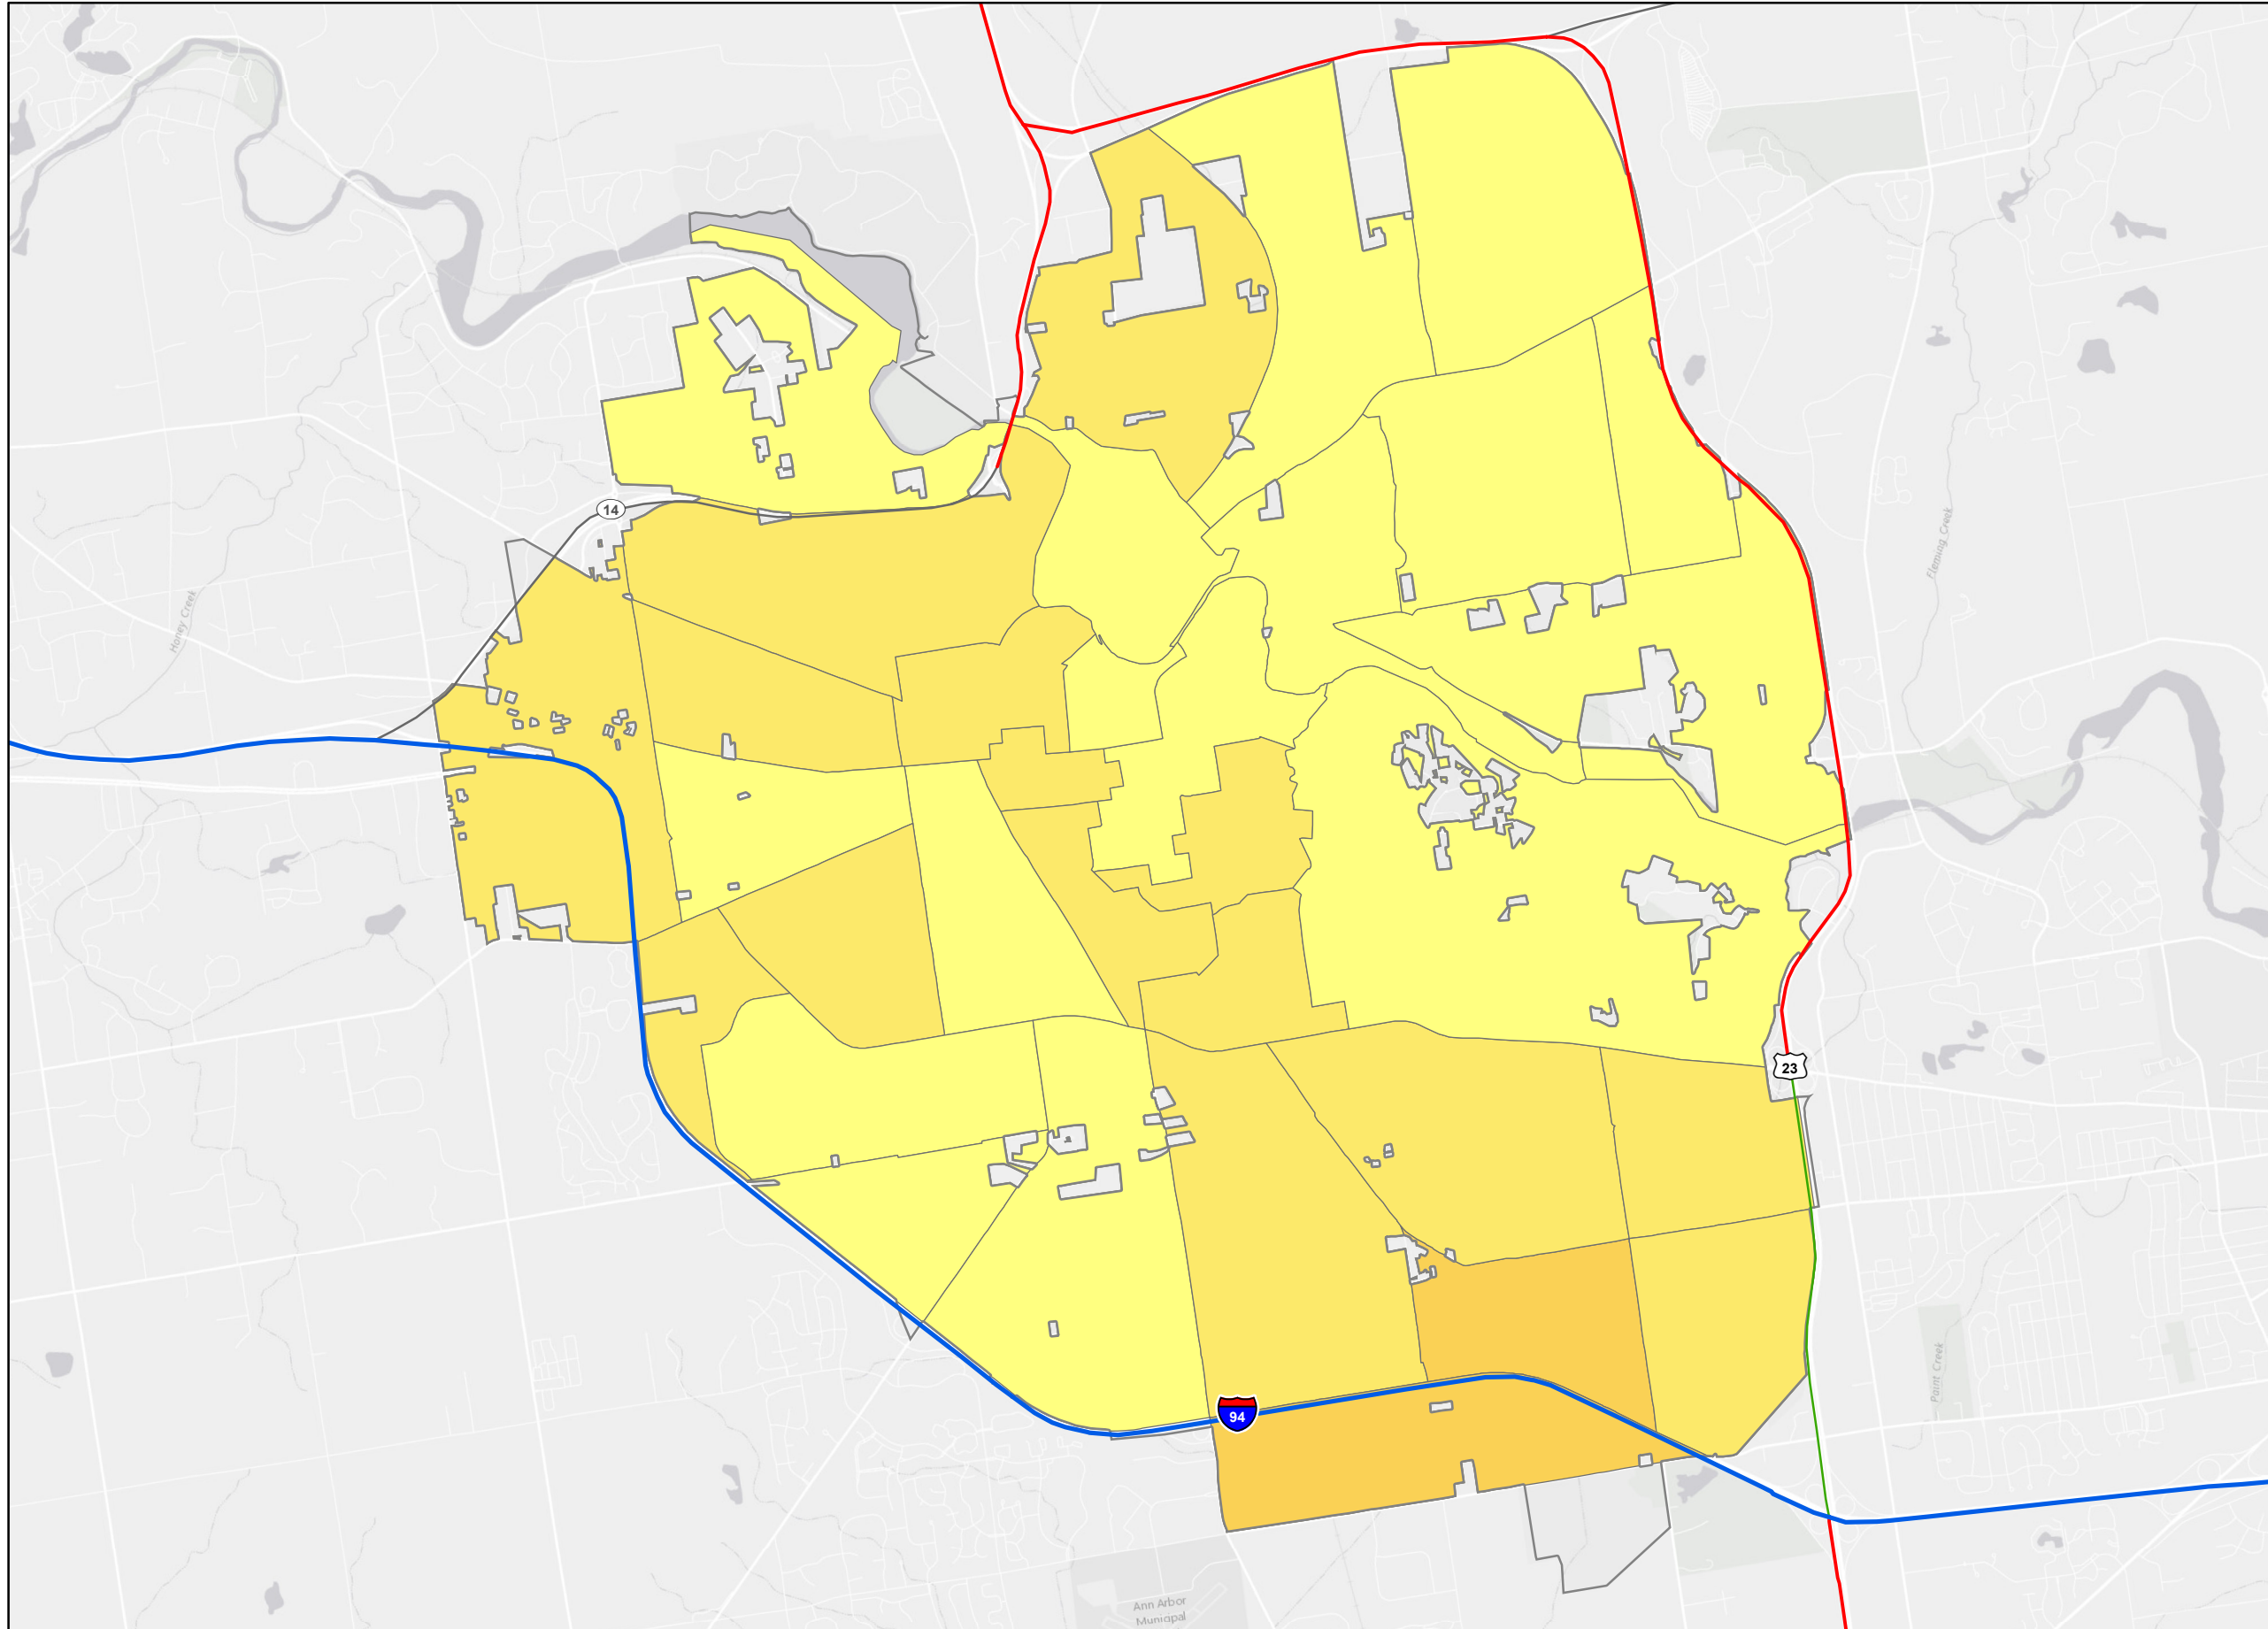 14
Honey Creek
Fleming Creek
23
94
Paint Creek
Ann Arbor
Municipal